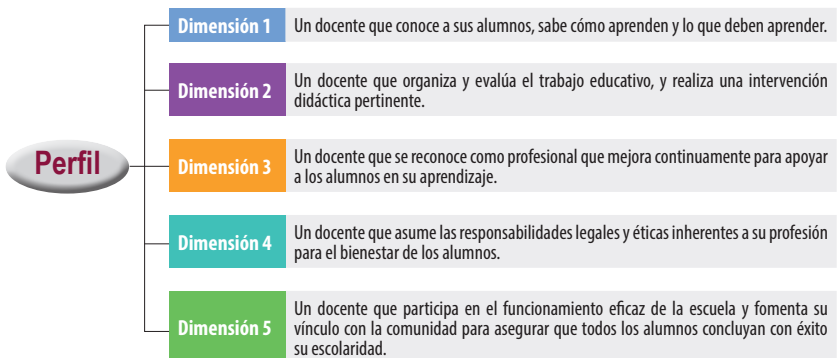 Perfil
Dimensión 1
Un docente que conoce a sus alumnos, sabe cómo aprenden y lo que deben aprender.
Dimensión 2
Un docente que organiza y evalúa el trabajo educativo, y realiza una intervención
didáctica pertinente.
Dimensión 3
Un docente que se reconoce como profesional que mejora continuamente para apoyar
a los alumnos en su aprendizaje.
Dimensión 4
Un docente que asume las responsabilidades legales y éticas inherentes a su profesión
para el bienestar de los alumnos.
Dimensión 5
Un docente que participa en el funcionamiento eficaz de la escuela y fomenta su
vínculo con la comunidad para asegurar que todos los alumnos concluyan con éxito
su escolaridad.